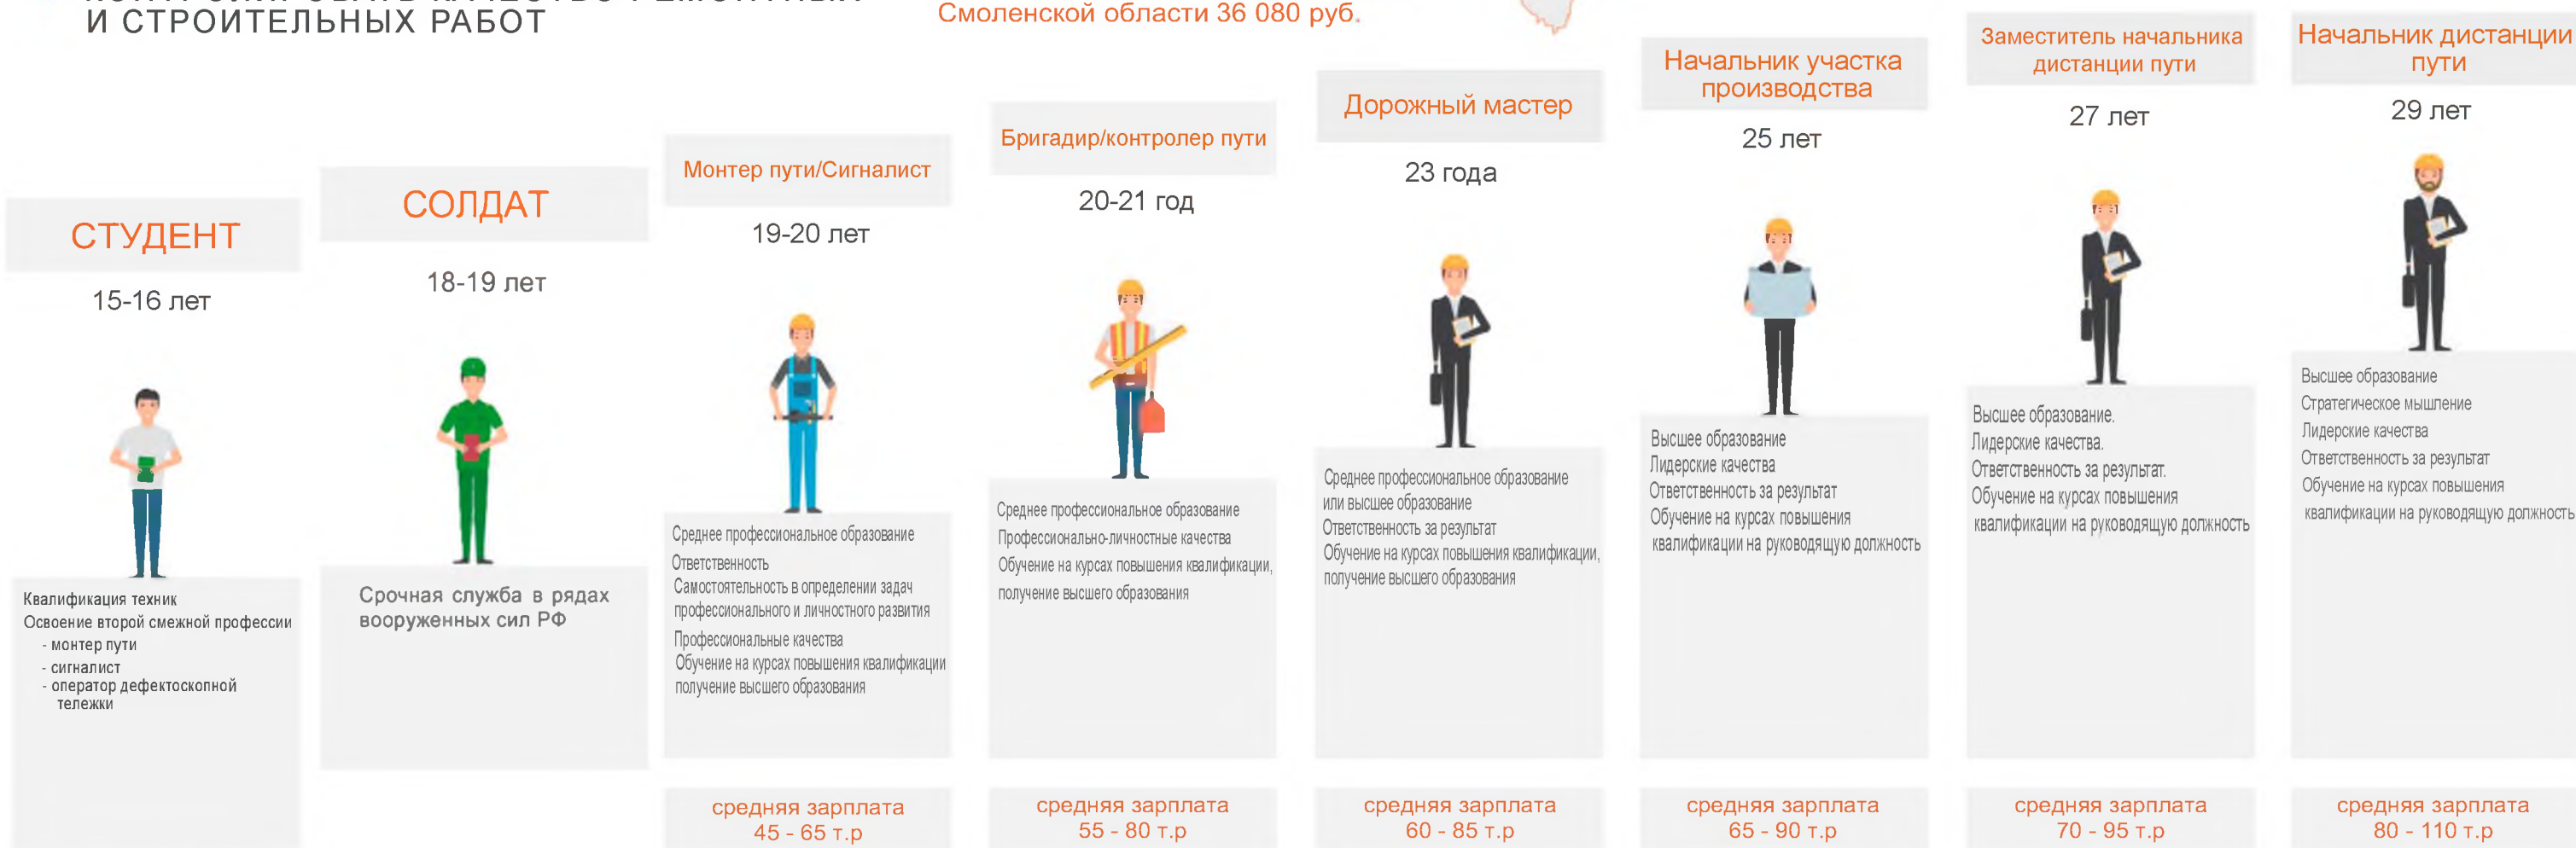 И СТРОИТЕЛЬНЫХ РАБОТ
Смоленской области 36 080 руб.
СТУДЕНТ
15-16 лет
Квалификация техник
Освоение второй смежной профессии
- монтер пути
- сигналист
- оператор дефектоскопной
тележки
СОЛДАТ
18-19 лет
Срочная служба в рядах
вооруженных сил РФ
Монтер пути/Сигналист
19-20 лет
Среднее профессиональное образование
Ответственность
Самостоятельность в определении задач
профессионального и личностного развития
Профессиональные качества
Обучение на курсах повышения квалификации
получение высшего образования
средняя зарплата
45 - 65 т.р
Бригадир/контролер пути
20-21 год
Среднее профессиональное образование
Профессионально-личностные качества
Обучение на курсах повышения квалификации,
получение высшего образования
средняя зарплата
55 - 80 т.р
Дорожный мастер
23 года
Среднее профессиональное образование
или высшее образование
Ответственность за результат
Обучение на курсах повышения квалификации,
получение высшего образования
средняя зарплата
60 - 85 т.р
Начальник участка
производства
25 лет
Высшее образование
Лидерские качества
Ответственность за результат
Обучение на курсах повышения
квалификации на руководящую должность
средняя зарплата
65 - 90 т.р
Заместитель начальника
дистанции пути
27 лет
Высшее образование.
Лидерские качества.
Ответственность за результат.
Обучение на курсах повышения
квалификации на руководящую должность
средняя зарплата
70 - 95 т.р
Начальник дистанции
пути
29 лет
Высшее образование
Стратегическое мышление
Лидерские качества
Ответственность за результат
Обучение на курсах повышения
квалификации на руководящую должность
средняя зарплата
80 - 110 т.р